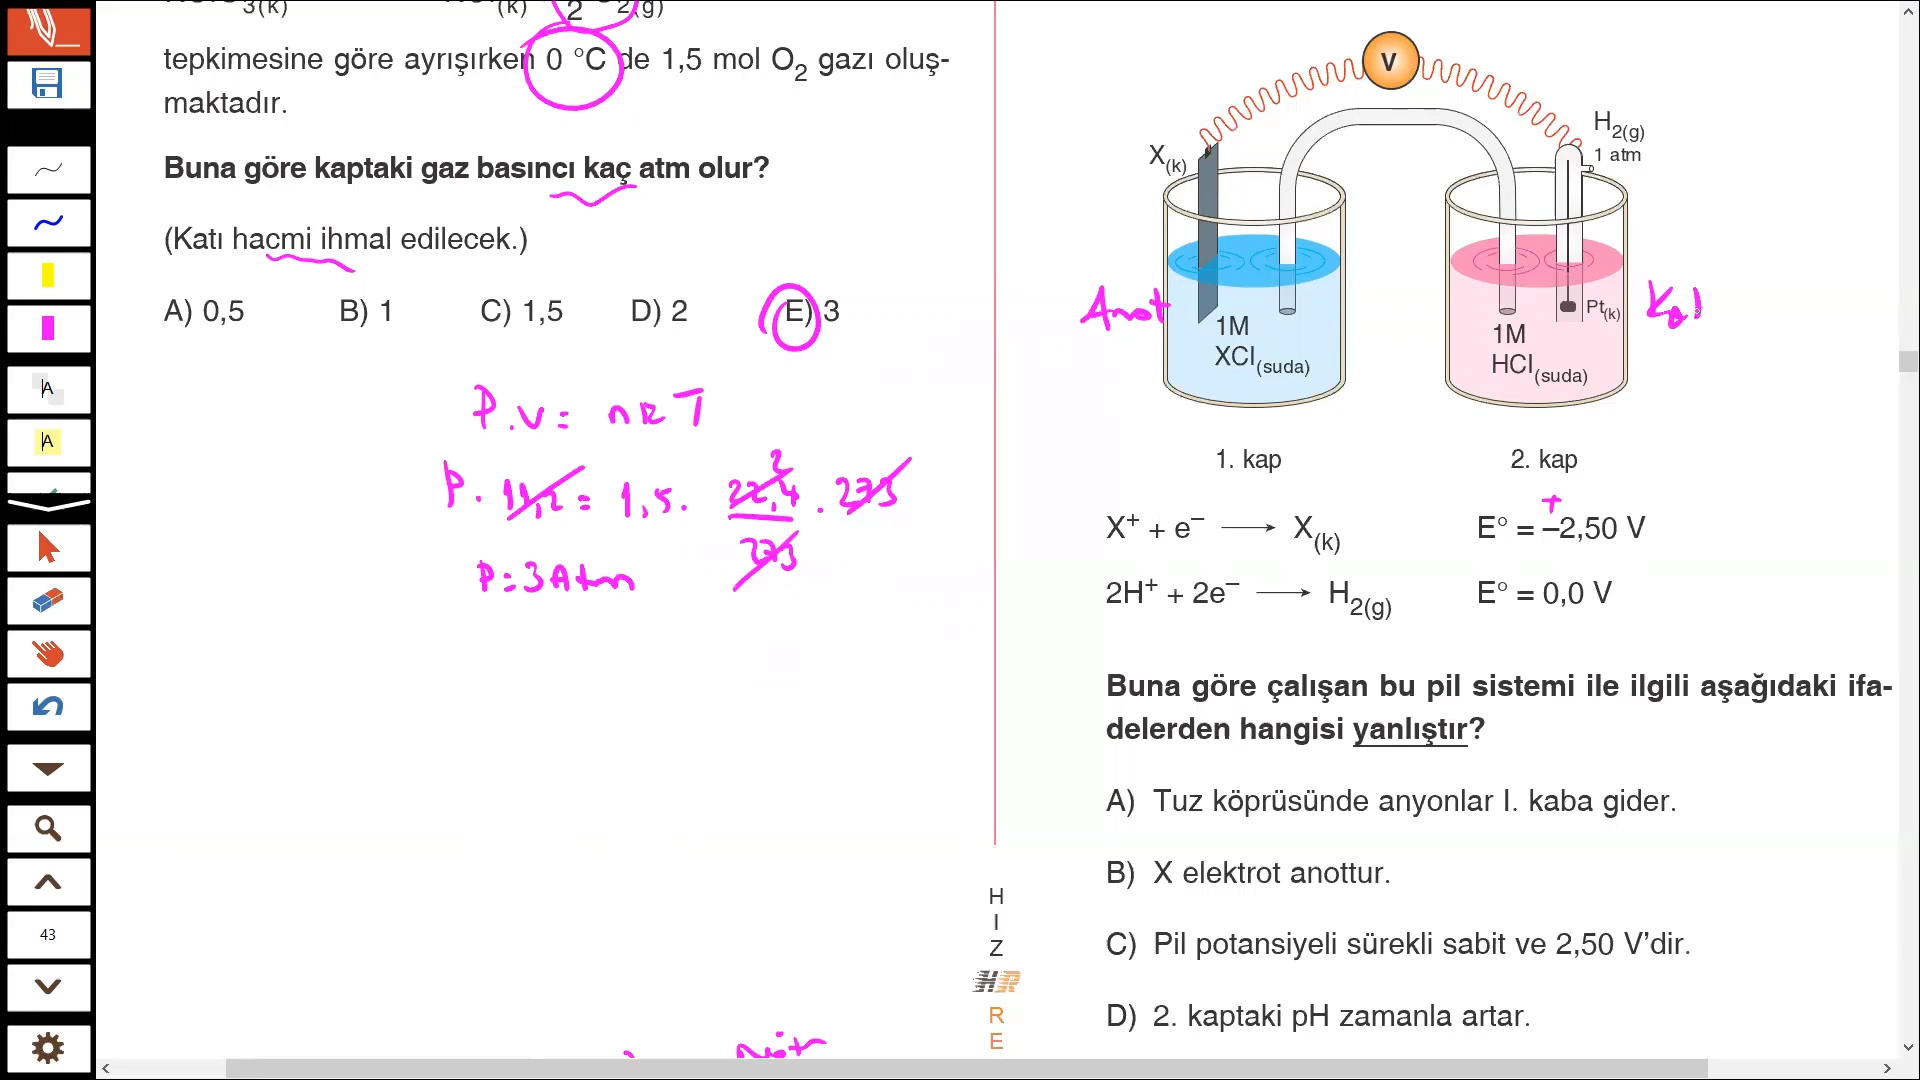 3(k) (k) 2 2(g)
tepkimesine göre ayrışırken 0 °C de 1,5 mol O2 gazı oluş-
maktadır.
Buna göre kaptaki gaz basıncı kaç atm olur?
(Katı hacmi ihmal edilecek.)
A) 0,5 B) 1 C) 1,5 D) 2 E) 3
P.V = nRT
P. 11,2 = 1,5. 22,4 2 . 273
273
P = 3 Atm
V
H2(g)
1 atm
X(k)
Anot
Pt(k)
1M
XCl(suda)
1M
HCl(suda)
1. kap
2. kap
+
X+ + e– → X(k) E° = –2,50 V
2H+ + 2e– → H2(g) E° = 0,0 V
Buna göre çalışan bu pil sistemi ile ilgili aşağıdaki ifa-
delerden hangisi yanlıştır?
A) Tuz köprüsünde anyonlar I. kaba gider.
B) X elektrot anottur.
C) Pil potansiyeli sürekli sabit ve 2,50 V’dir.
D) 2. kaptaki pH zamanla artar.
H
I
Z
HR
R
E
A
A
43